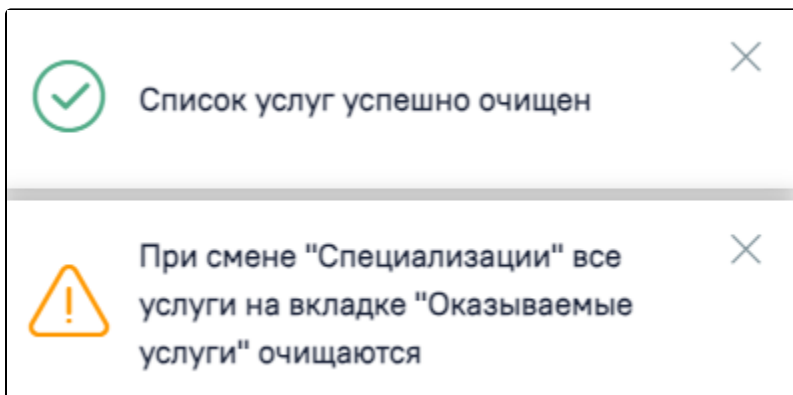 Список услуг успешно очищен
При смене "Специализации" все
услуги на вкладке "Оказываемые
услуги" очищаются